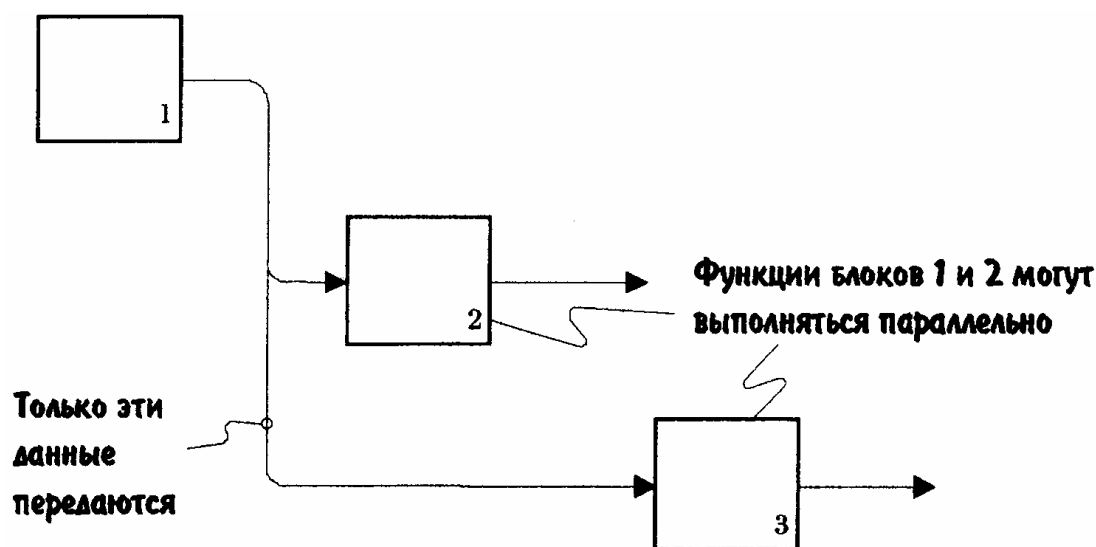 1
2
Функции блоков 1 и 2 могут
выполняться параллельно
Только эти
данные
передаются
3